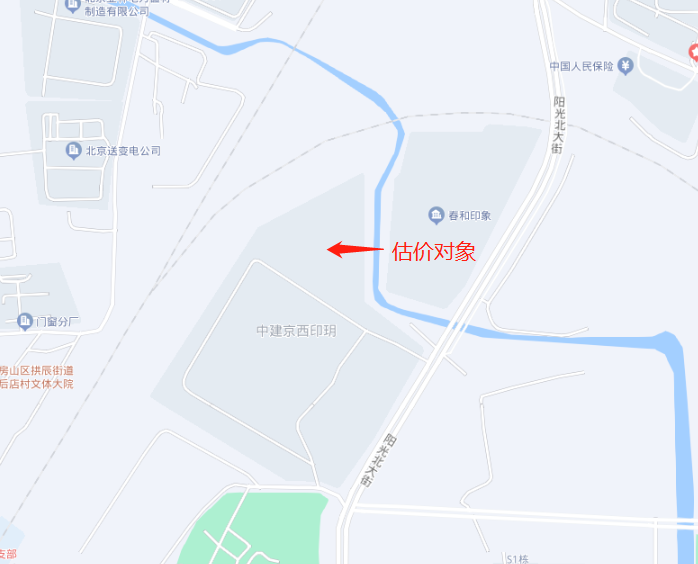 制造有限公司
中国人民保险
阳光北大街
北京送变电公司
春和印象
估价对象
门窗分厂
中建京西印玥
房山区拱辰街道
后店村文体大院
阳光北大街
支部
S1栋